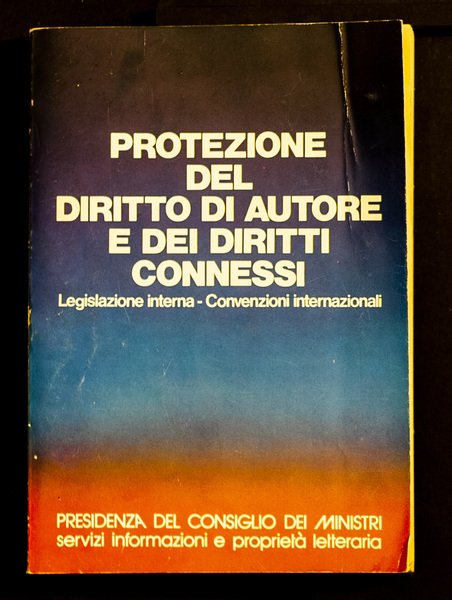 PROTEZIONE
DEL
DIRITTO DI AUTORE
E DEI DIRITTI
CONNESSI
Legislazione interna - Convenzioni internazionali
PRESIDENZA DEL CONSIGLIO DEI MINISTRI
servizi informazioni e proprietà letteraria